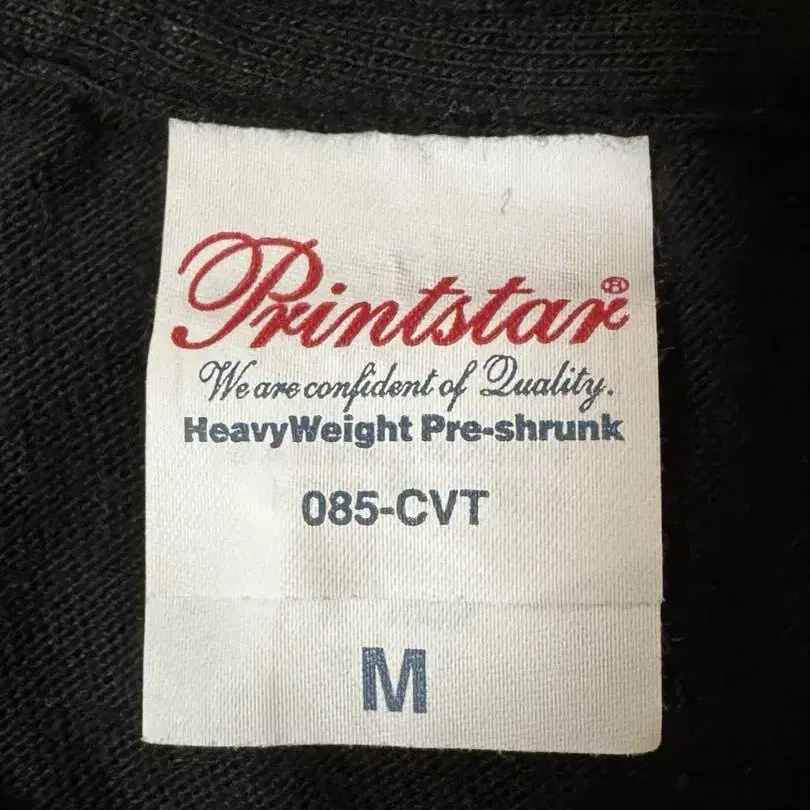 Printstar®
We are confident of Quality.
HeavyWeight Pre-shrunk
085-CVT
M